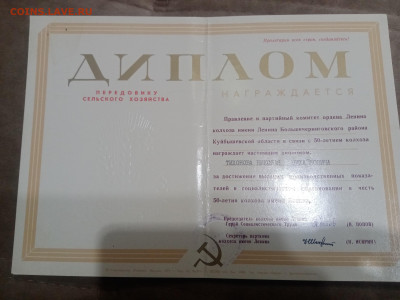 COINS.LAVE.RU
Пролетарии всех стран, соединяйтесь!
ДИПЛОМ
ПЕРЕДОВИКУ
СЕЛЬСКОГО ХОЗЯЙСТВА
НАГРАЖДАЕТСЯ
Правление и партийный комитет ордена Ленина
колхоза имени Ленина Большечерниговского района
Куйбышевской области в связи с 50-летием колхоза
награждает настоящим дипломом
за достижение высоких производственных показа-
телей в социалистическом соревновании в честь
50-летия колхоза имени Ленина
Председатель колхоза имени Ленина
Герой Социалистического Труда
Секретарь парткома
колхоза имени Ленина